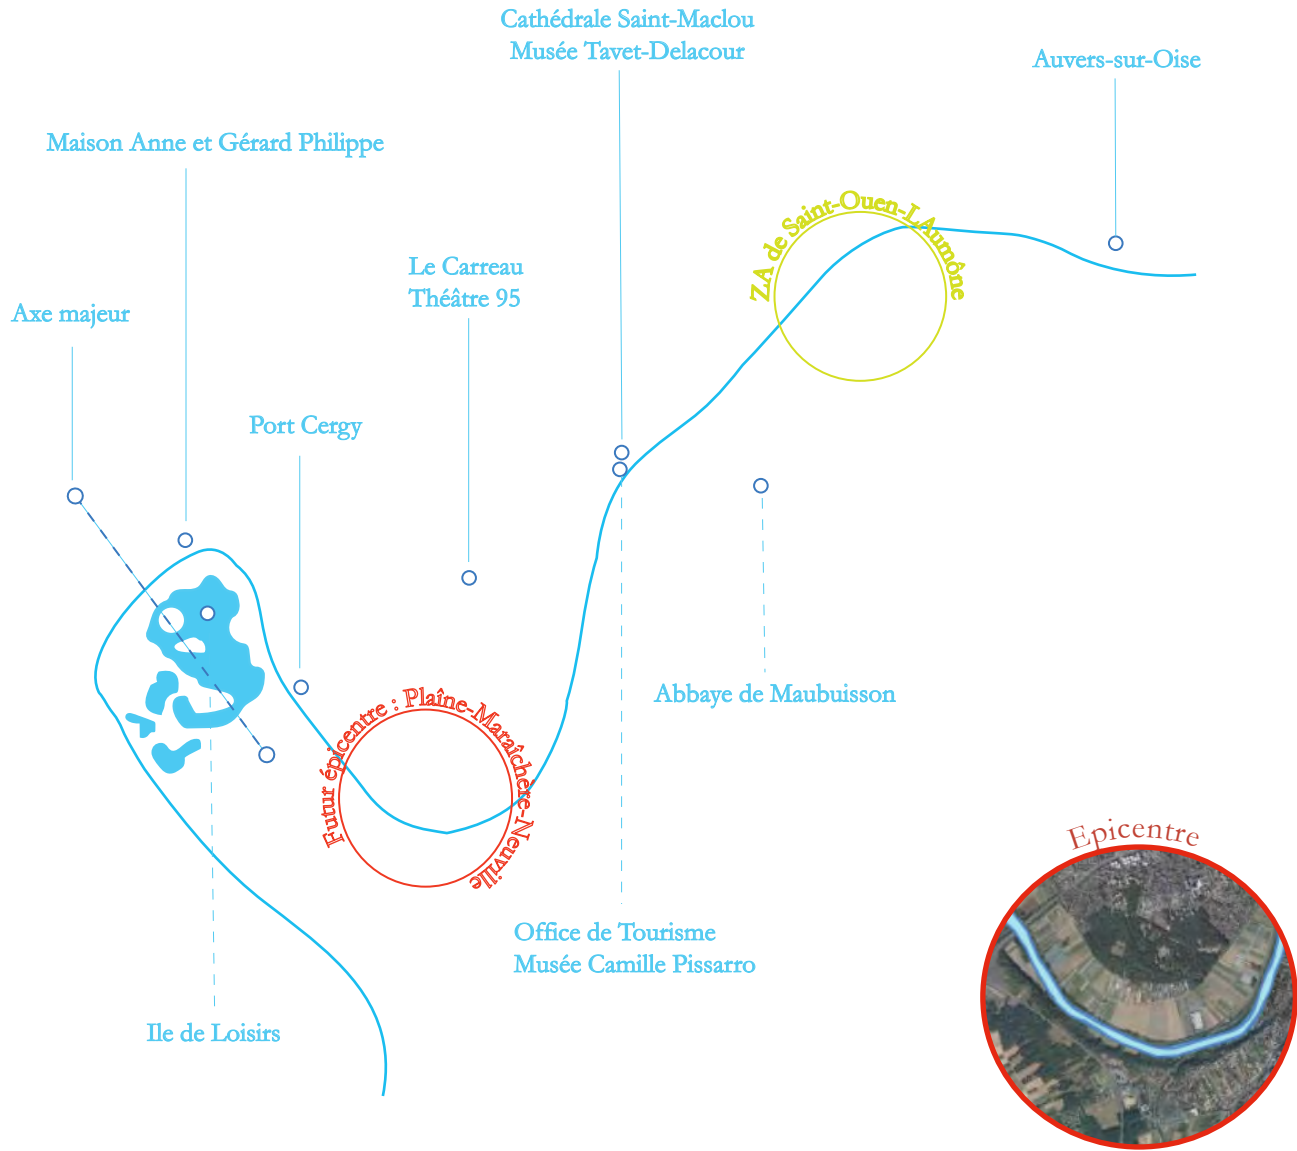 Cathédrale Saint-Maclou
Musée Tavet-Delacour
Auvers-sur-Oise
Maison Anne et Gérard Philippe
ZA de Saint-Ouen-LAumône
Le Carreau
Théâtre 95
Axe majeur
Port Cergy
Abbaye de Maubuisson
Futur épicentre : Plaîne-Maraîchère-Neuville
Epicentre
Office de Tourisme
Musée Camille Pissarro
Ile de Loisirs